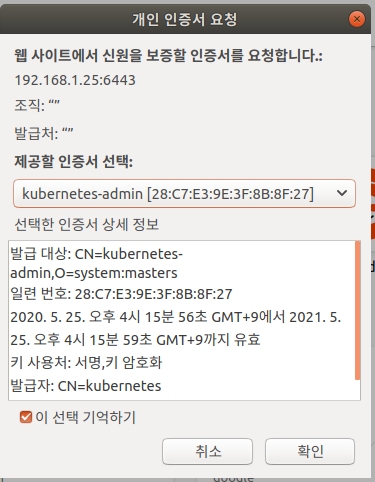 개인 인증서 요청
웹 사이트에서 신원을 보증할 인증서를 요청합니다.:
192.168.1.25:6443
조직: “”
발급처: “”
제공할 인증서 선택:
kubernetes-admin [28:C7:E3:9E:3F:8B:8F:27]
선택한 인증서 상세 정보
발급 대상: CN=kubernetes-
admin,O=system:masters
일련 번호: 28:C7:E3:9E:3F:8B:8F:27
2020. 5. 25. 오후 4시 15분 56초 GMT+9에서 2021. 5.
25. 오후 4시 15분 59초 GMT+9까지 유효
키 사용처: 서명,키 암호화
발급자: CN=kubernetes
이 선택 기억하기
취소
확인